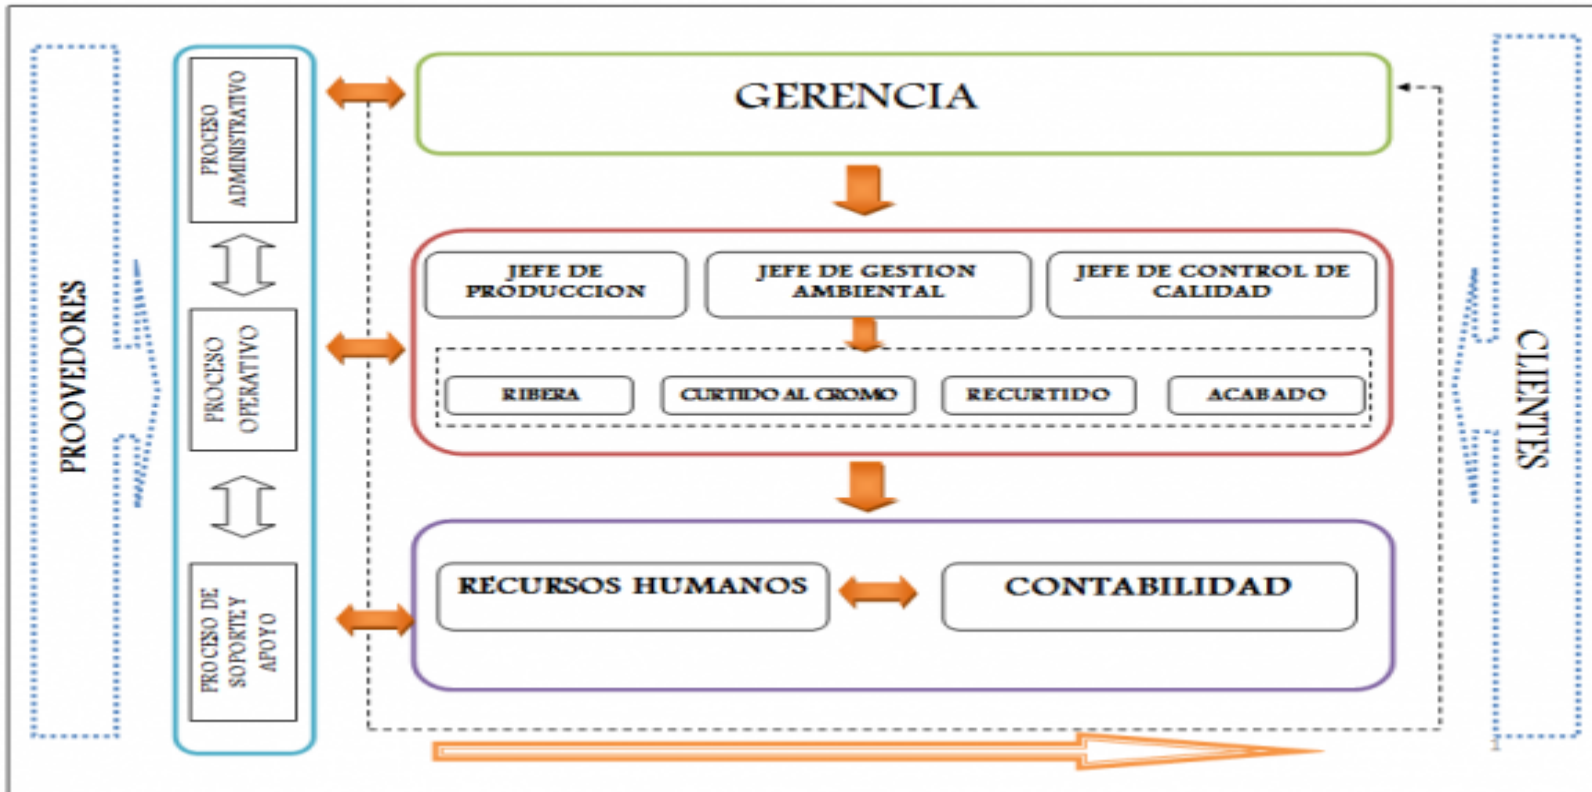 PROOVEDORES
PROCESO
ADMINISTRATIVO
PROCESO
OPERATIVO
PROCESO DE
SOPORTE Y
APOYO
GERENCIA
JEFE DE
PRODUCCION
JEFE DE GESTION
AMBIENTAL
JEFE DE CONTROL DE
CALIDAD
RIBERA
CURTIDO AL CROMO
RECURTIDO
ACABADO
RECURSOS HUMANOS
CONTABILIDAD
CLIENTES